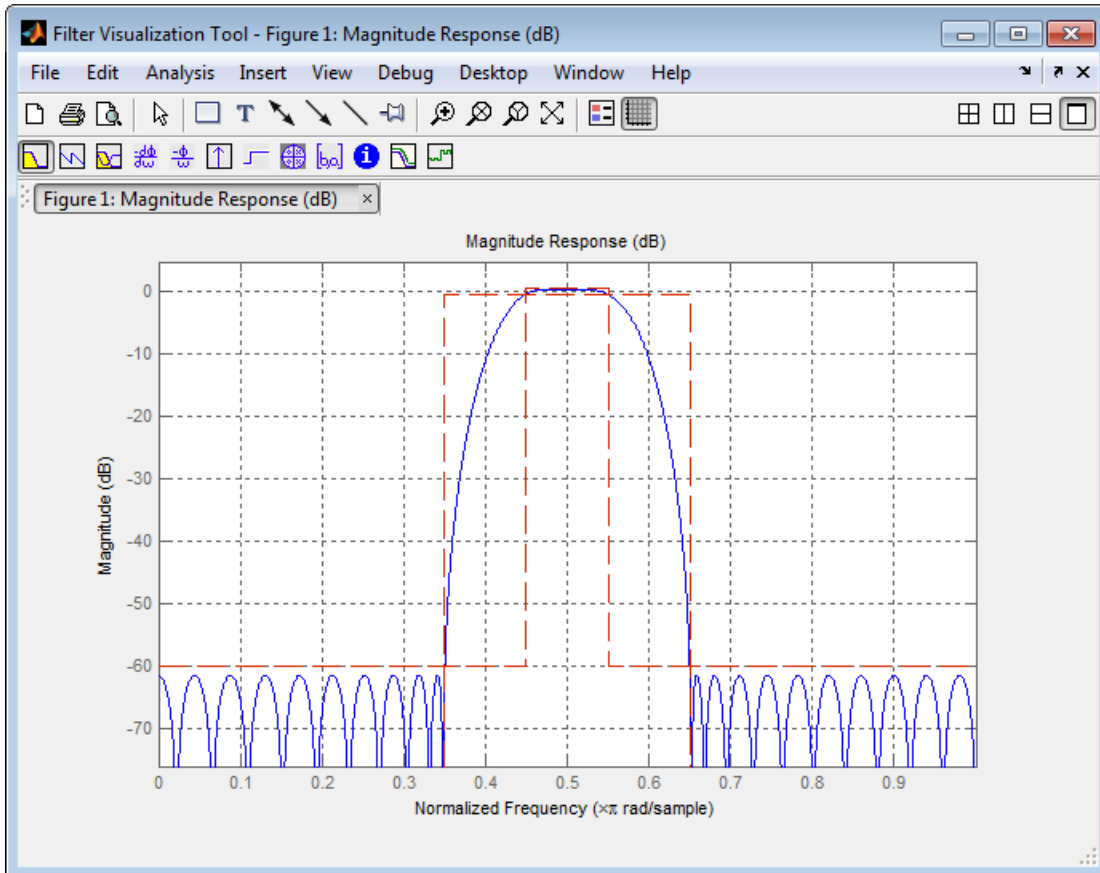 Filter Visualization Tool - Figure 1: Magnitude Response (dB)
File Edit Analysis Insert View Debug Desktop Window Help
T
[b,a] i
Figure 1: Magnitude Response (dB) ×
Magnitude Response (dB)
Magnitude (dB)
0
-10
-20
-30
-40
-50
-60
-70
0 0.1 0.2 0.3 0.4 0.5 0.6 0.7 0.8 0.9
Normalized Frequency (×π rad/sample)